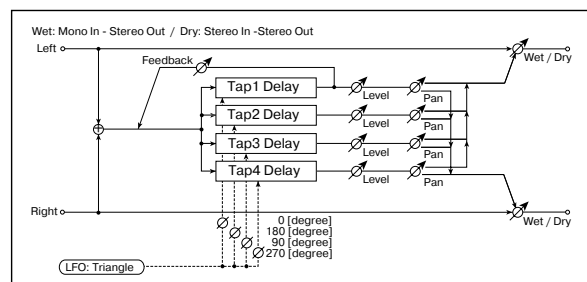 Wet: Mono In - Stereo Out / Dry: Stereo In -Stereo Out
Left
Wet / Dry
Feedback
Tap1 Delay
Level
Pan
Tap2 Delay
Level
Pan
Tap3 Delay
Level
Pan
Tap4 Delay
Level
Pan
Right
Wet / Dry
0 [degree]
180 [degree]
90 [degree]
270 [degree]
LFO: Triangle